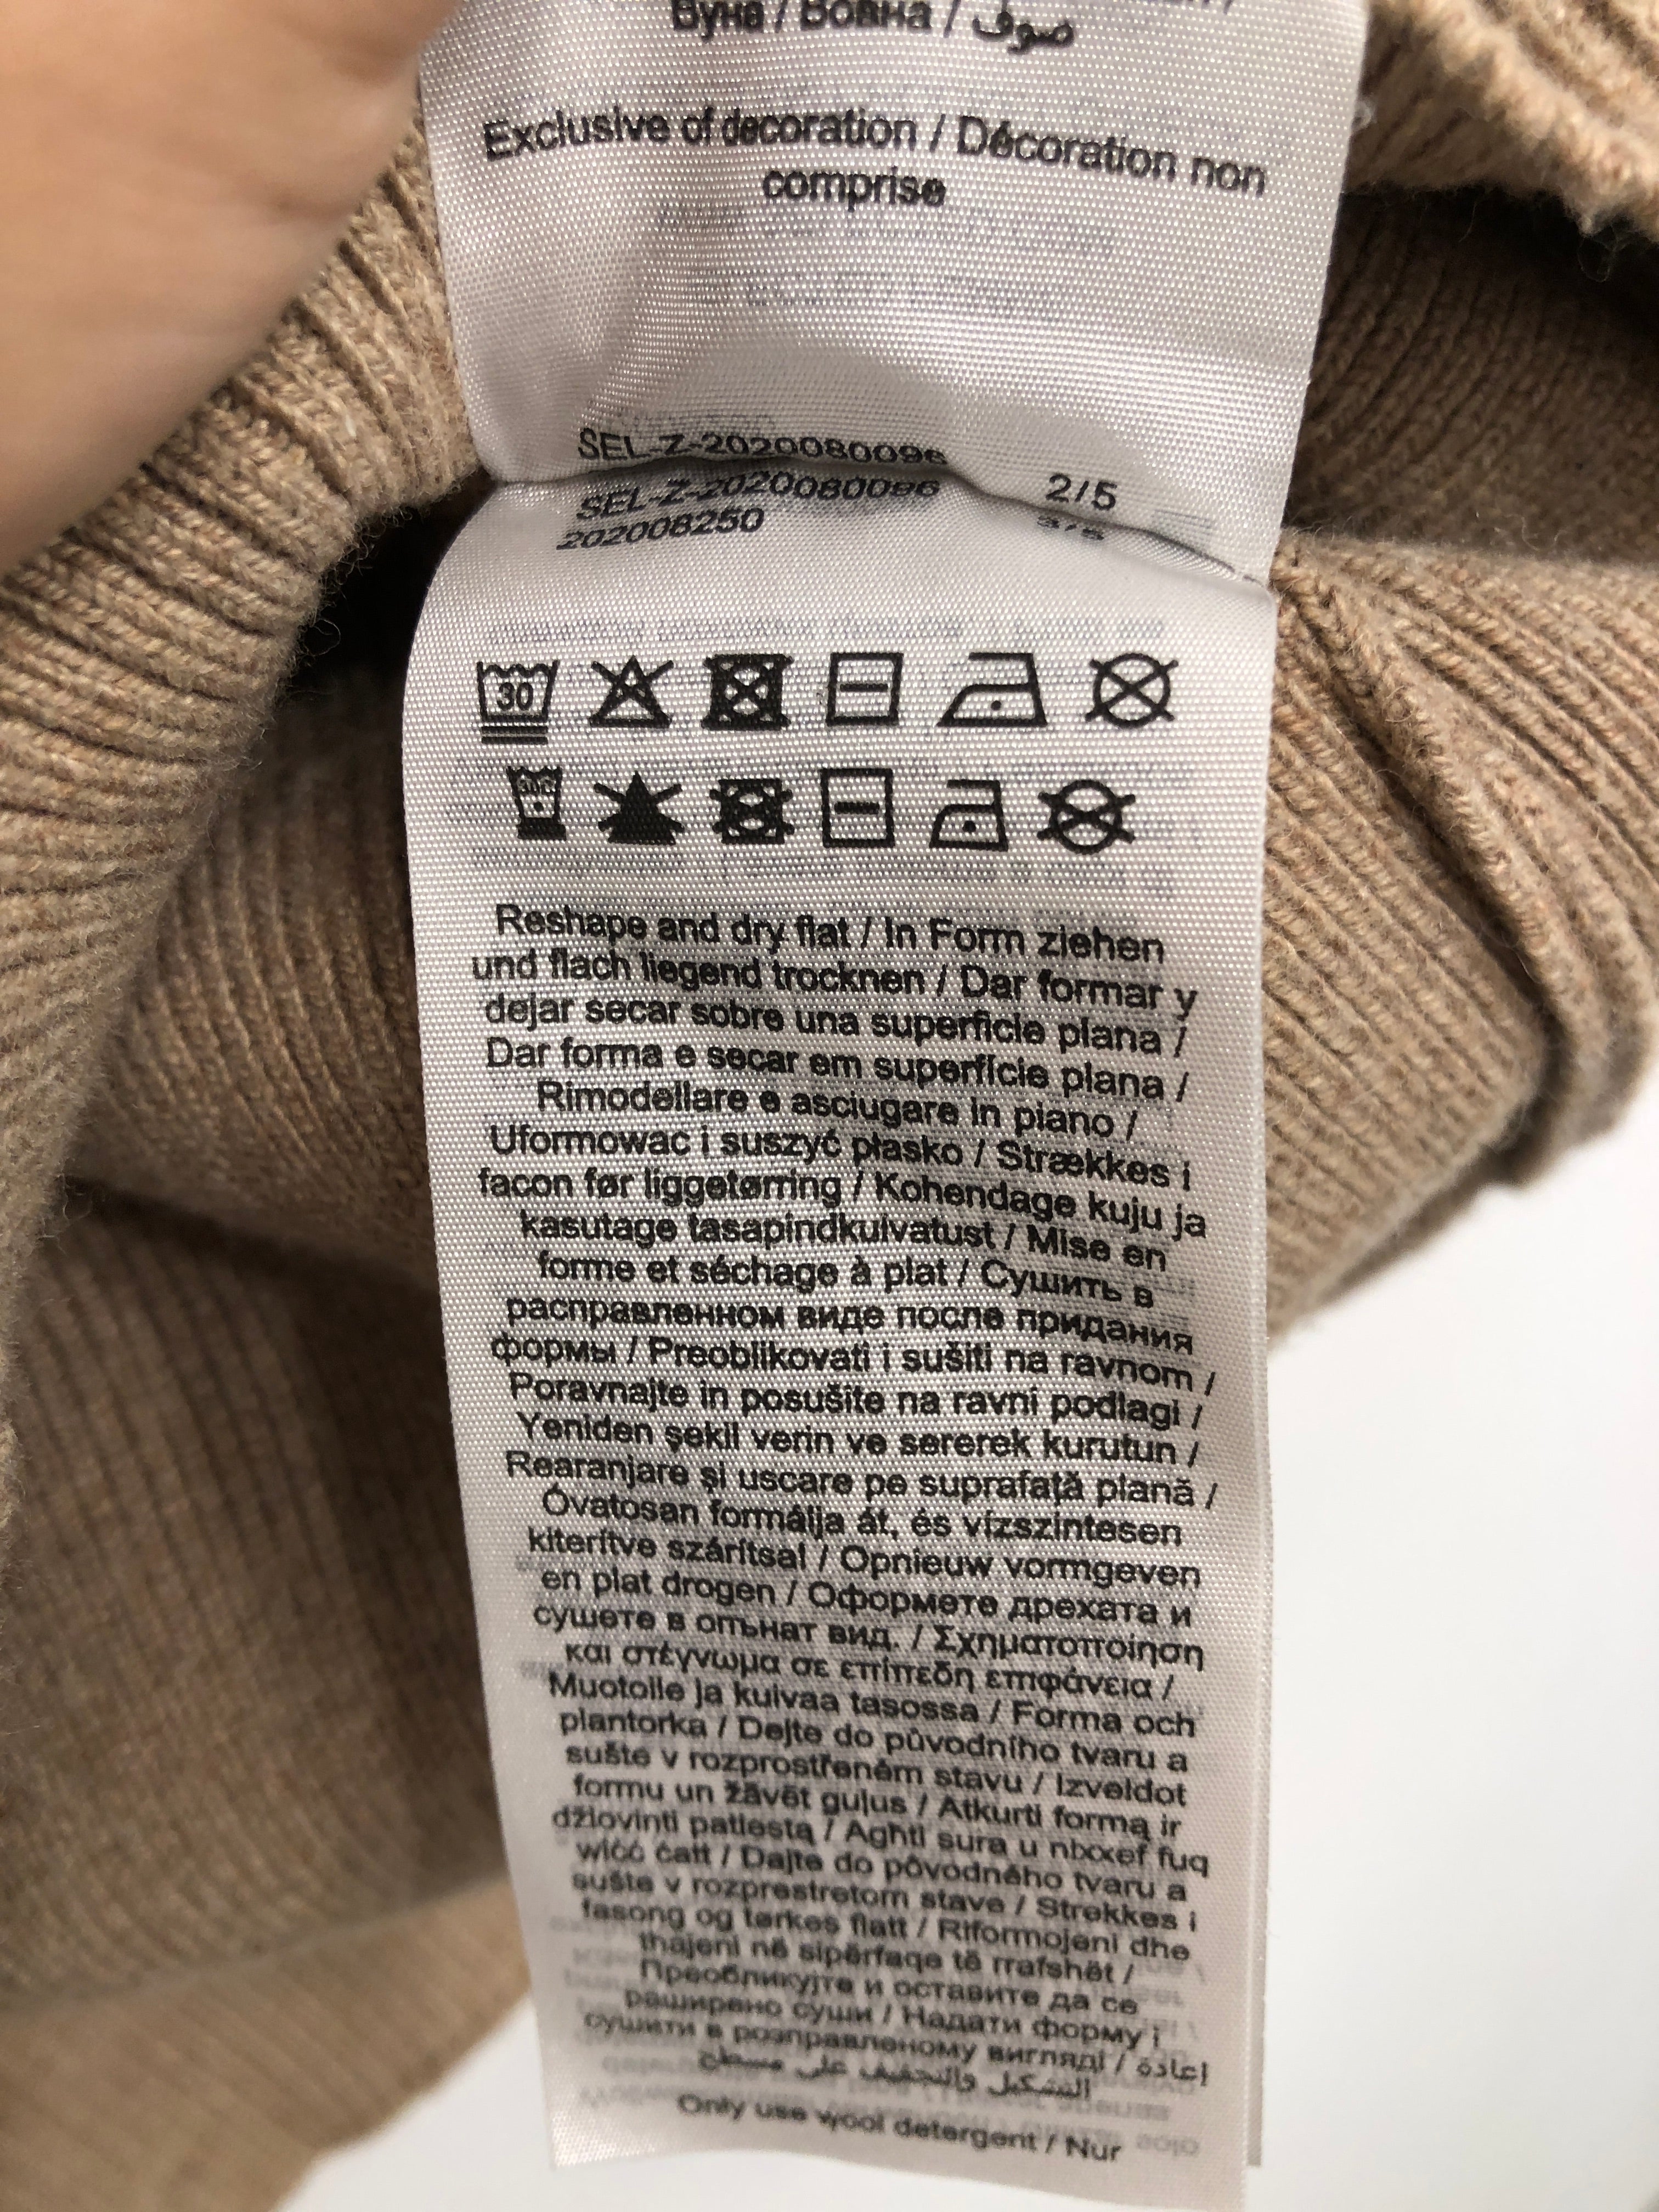 Вуна / Вовна / صوف
Exclusive of decoration / Décoration non
comprise
SEL-Z-2020080096
2/5
SEL-Z-2020080096
3/5
202008250
30
30C
Reshape and dry flat / In Form ziehen
und flach liegend trocknen / Dar formar y
dejar secar sobre una superficie plana /
Dar forma e secar em superfície plana /
Rimodellare e asciugare in piano /
Uformowac i suszyć płasko / Strækkes i
facon før liggetørring / Kohendage kuju ja
kasutage tasapindkuivatust / Mise en
forme et séchage à plat / Сушить в
расправленном виде после придания
формы / Preoblikovati i sušiti na ravnom /
Poravnajte in posušite na ravni podlagi /
Yeniden şekil verin ve sererek kurutun /
Rearanjare şi uscare pe suprafaţă plană /
Óvatosan formálja át, és vízszintesen
kiterítve szárítsa! / Opnieuw vormgeven
en plat drogen / Оформете дрехата и
сушете в опънат вид. / Σχηματοποίηση
και στέγνωμα σε επίπεδη επιφάνεια /
Muotoile ja kuivaa tasossa / Forma och
plantorka / Dejte do původního tvaru a
sušte v rozprostřeném stavu / Izveidot
formu un žāvēt guļus / Atkurti formą ir
džiovinti patiestą / Agħti sura u nixxef fuq
wiċċ ċatt / Dajte do pôvodného tvaru a
sušte v rozprestretom stave / Strekkes i
fasong og tørkes flatt / Riformojeni dhe
thajeni në sipërfaqe të rrafshët /
Преобликујте и оставите да се
раширено суши / Надати форму і
сушити в розправленому вигляді / إعادة
التشكيل والتجفيف على مسطح
Only use wool detergent / Nur